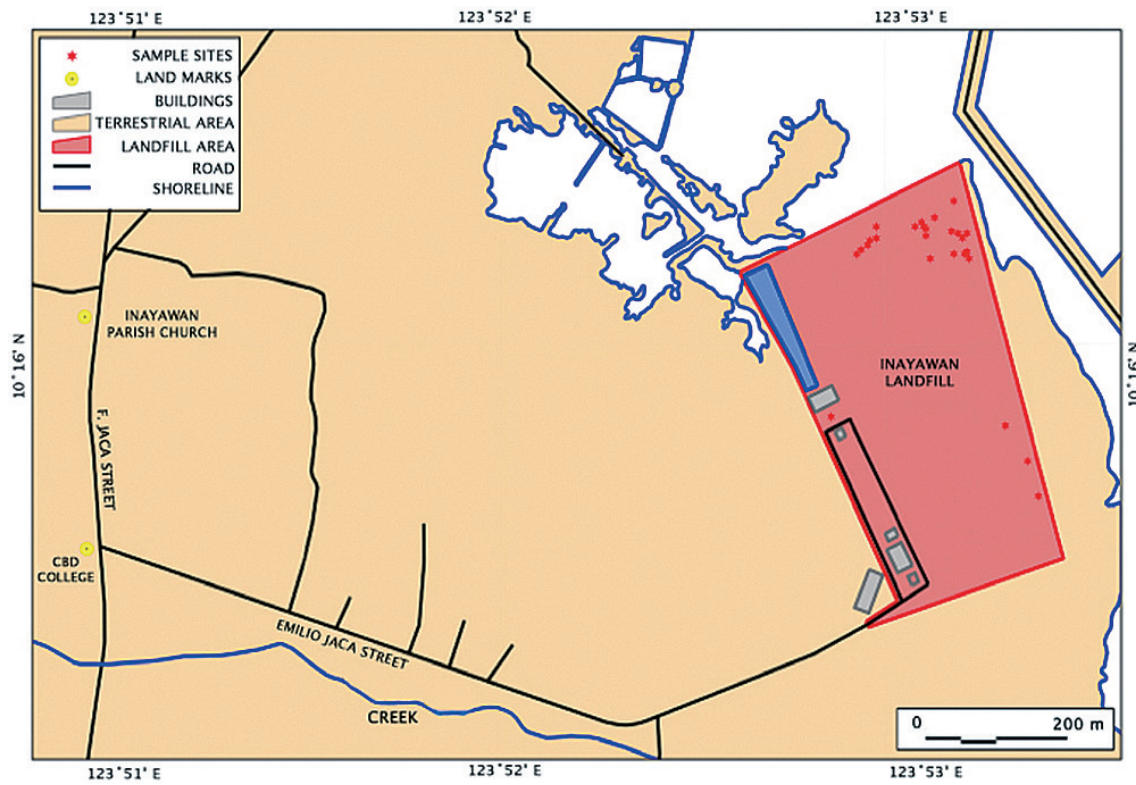 123°51' E
123°52' E
123°53' E
SAMPLE SITES
LAND MARKS
BUILDINGS
TERRESTRIAL AREA
LANDFILL AREA
ROAD
SHORELINE
INAYAWAN
PARISH CHURCH
10°16' N
10°16' N
INAYAWAN
LANDFILL
F. JACA STREET
CBD
COLLEGE
EMILIO JACA STREET
CREEK
0 200 m
123°51' E
123°52' E
123°53' E